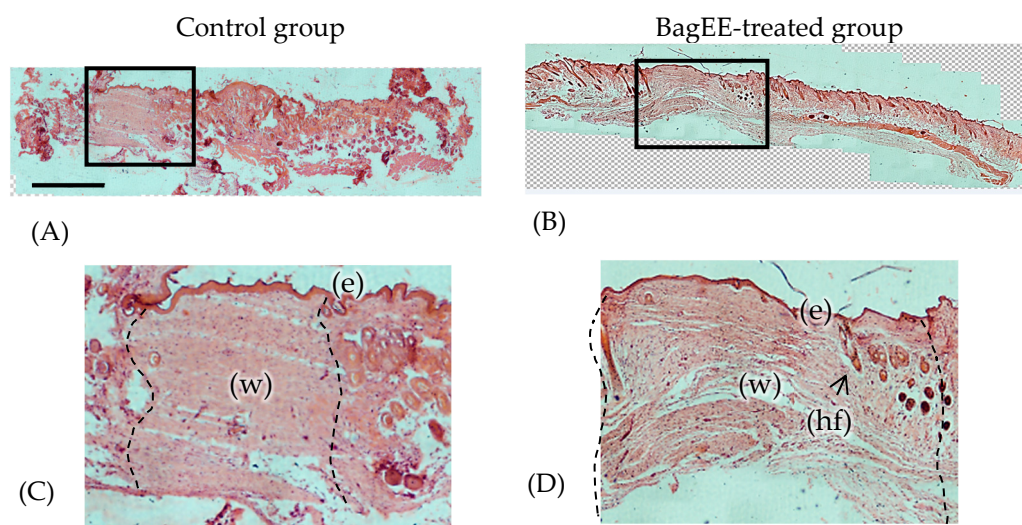 Control group
BagEE-treated group
(A)
(B)
(e)
(w)
(C)
(e)
(w)
(hf)
(D)